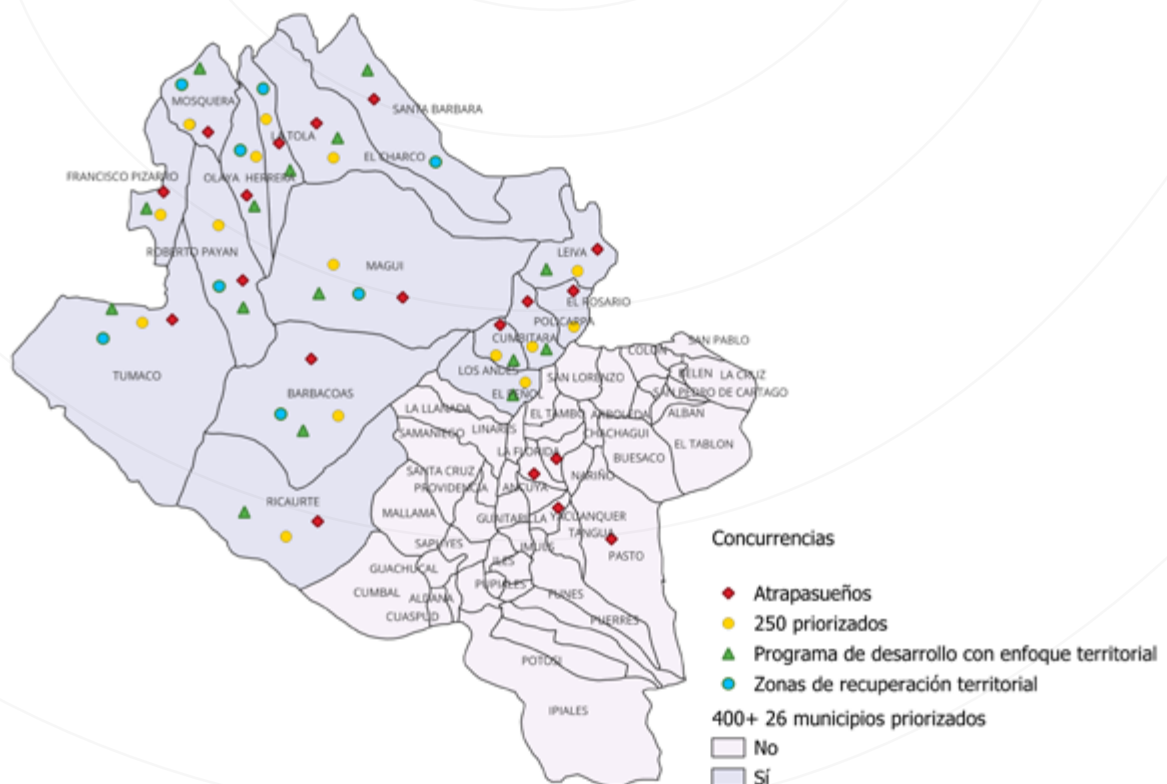 MOSQUERA
SANTA BARBARA
LA TOLA
EL CHARCO
FRANCISCO PIZARRO
OLAYA HERRERA
ROBERTO PAYAN
LEIVA
MAGUI
EL ROSARIO
POLICARPA
CUMBITARA
SAN PABLO
COLON
TUMACO
LOS ANDES
SAN LORENZO
BELEN
LA CRUZ
BARBACOAS
EL PEÑOL
SAN PEDRO DE CARTAGO
LA LLANADA
EL TAMBO
ARBOLEDA
ALBAN
SAMANIEGO
LINARES
CHACHAGUI
EL TABLON
LA FLORIDA
BUESACO
SANTA CRUZ
NARIÑO
PROVIDENCIA
ANCUYA
RICAURTE
MALLAMA
GUAITARILLA
YACUANQUER
TANGUA
SAPUYES
IMUES
PASTO
ILES
GUACHUCAL
PUPIALES
CUMBAL
ALDANA
FUNES
CUASPUD
PUERRES
POTOSI
IPIALES
Concurrencias
Atrapasueños
250 priorizados
Programa de desarrollo con enfoque territorial
Zonas de recuperación territorial
400+ 26 municipios priorizados
No
Sí